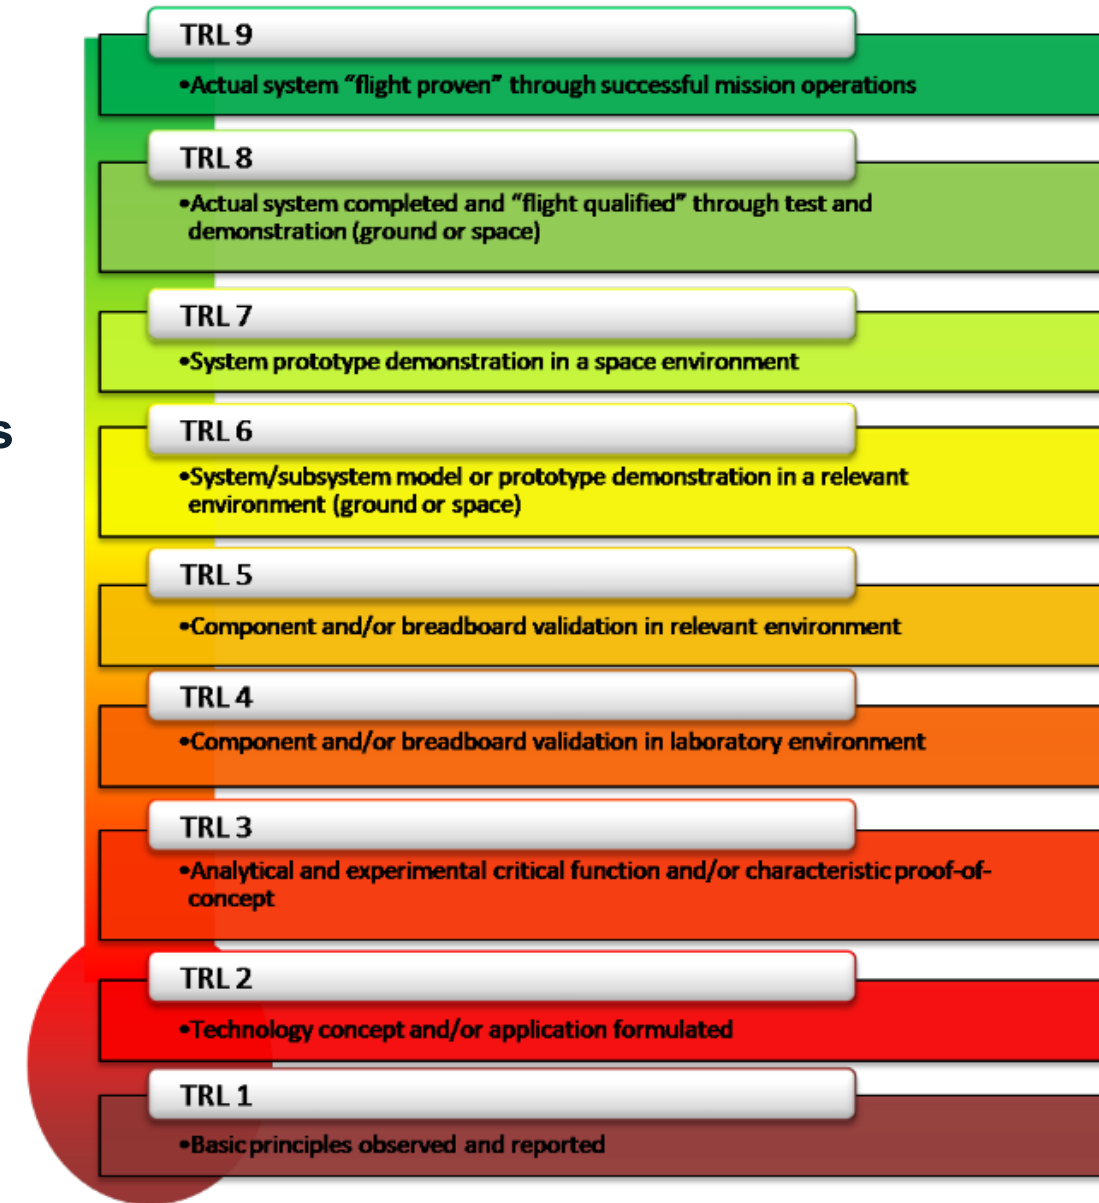 TRL 9
•Actual system “flight proven” through successful mission operations
TRL 8
•Actual system completed and “flight qualified” through test and
demonstration (ground or space)
TRL 7
•System prototype demonstration in a space environment
s
TRL 6
•System/subsystem model or prototype demonstration in a relevant
environment (ground or space)
TRL 5
•Component and/or breadboard validation in relevant environment
TRL 4
•Component and/or breadboard validation in laboratory environment
TRL 3
•Analytical and experimental critical function and/or characteristic proof-of-
concept
TRL 2
•Technology concept and/or application formulated
TRL 1
•Basic principles observed and reported